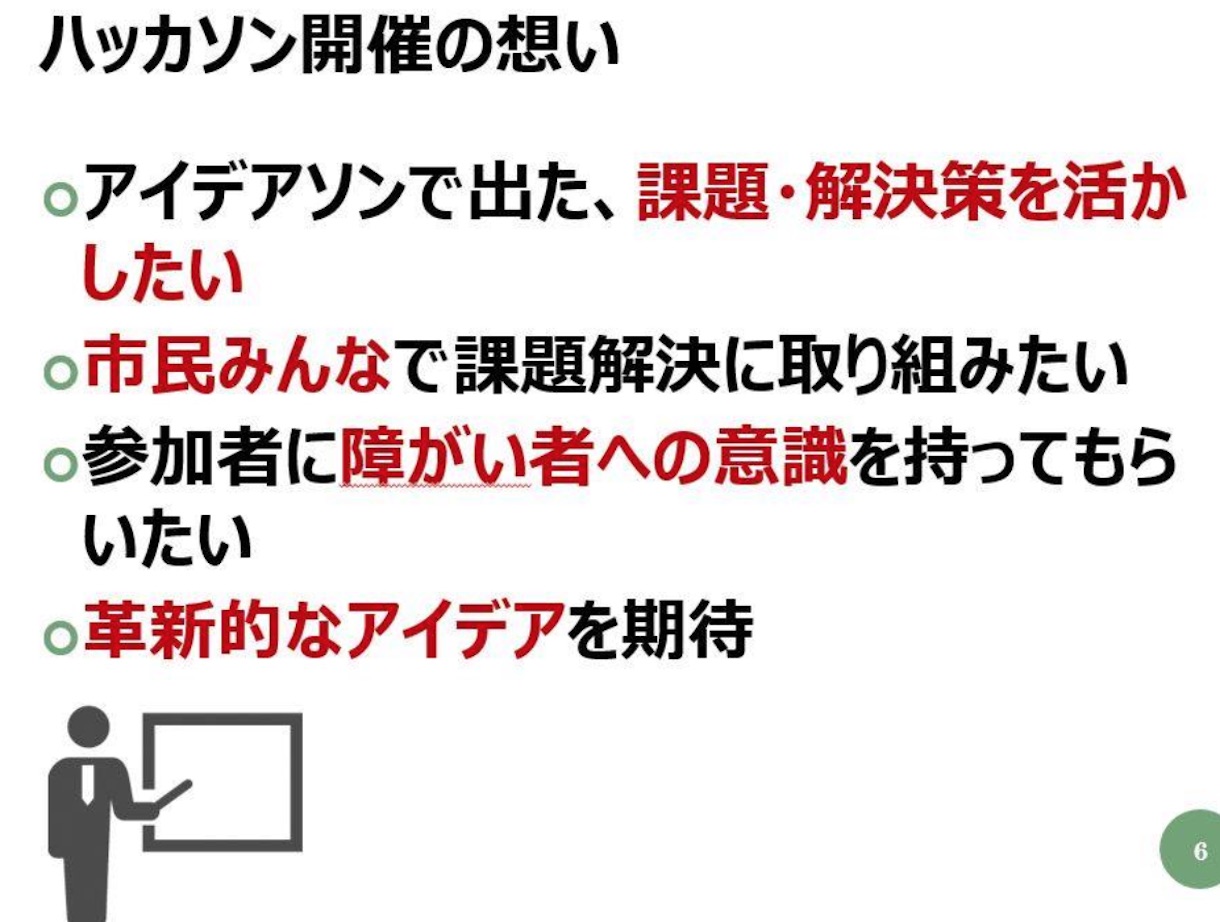 ハッカソン開催の想い
アイデアソンで出た、課題・解決策を活か
したい
市民みんなで課題解決に取り組みたい
参加者に障がい者への意識を持ってもら
いたい
革新的なアイデアを期待
6